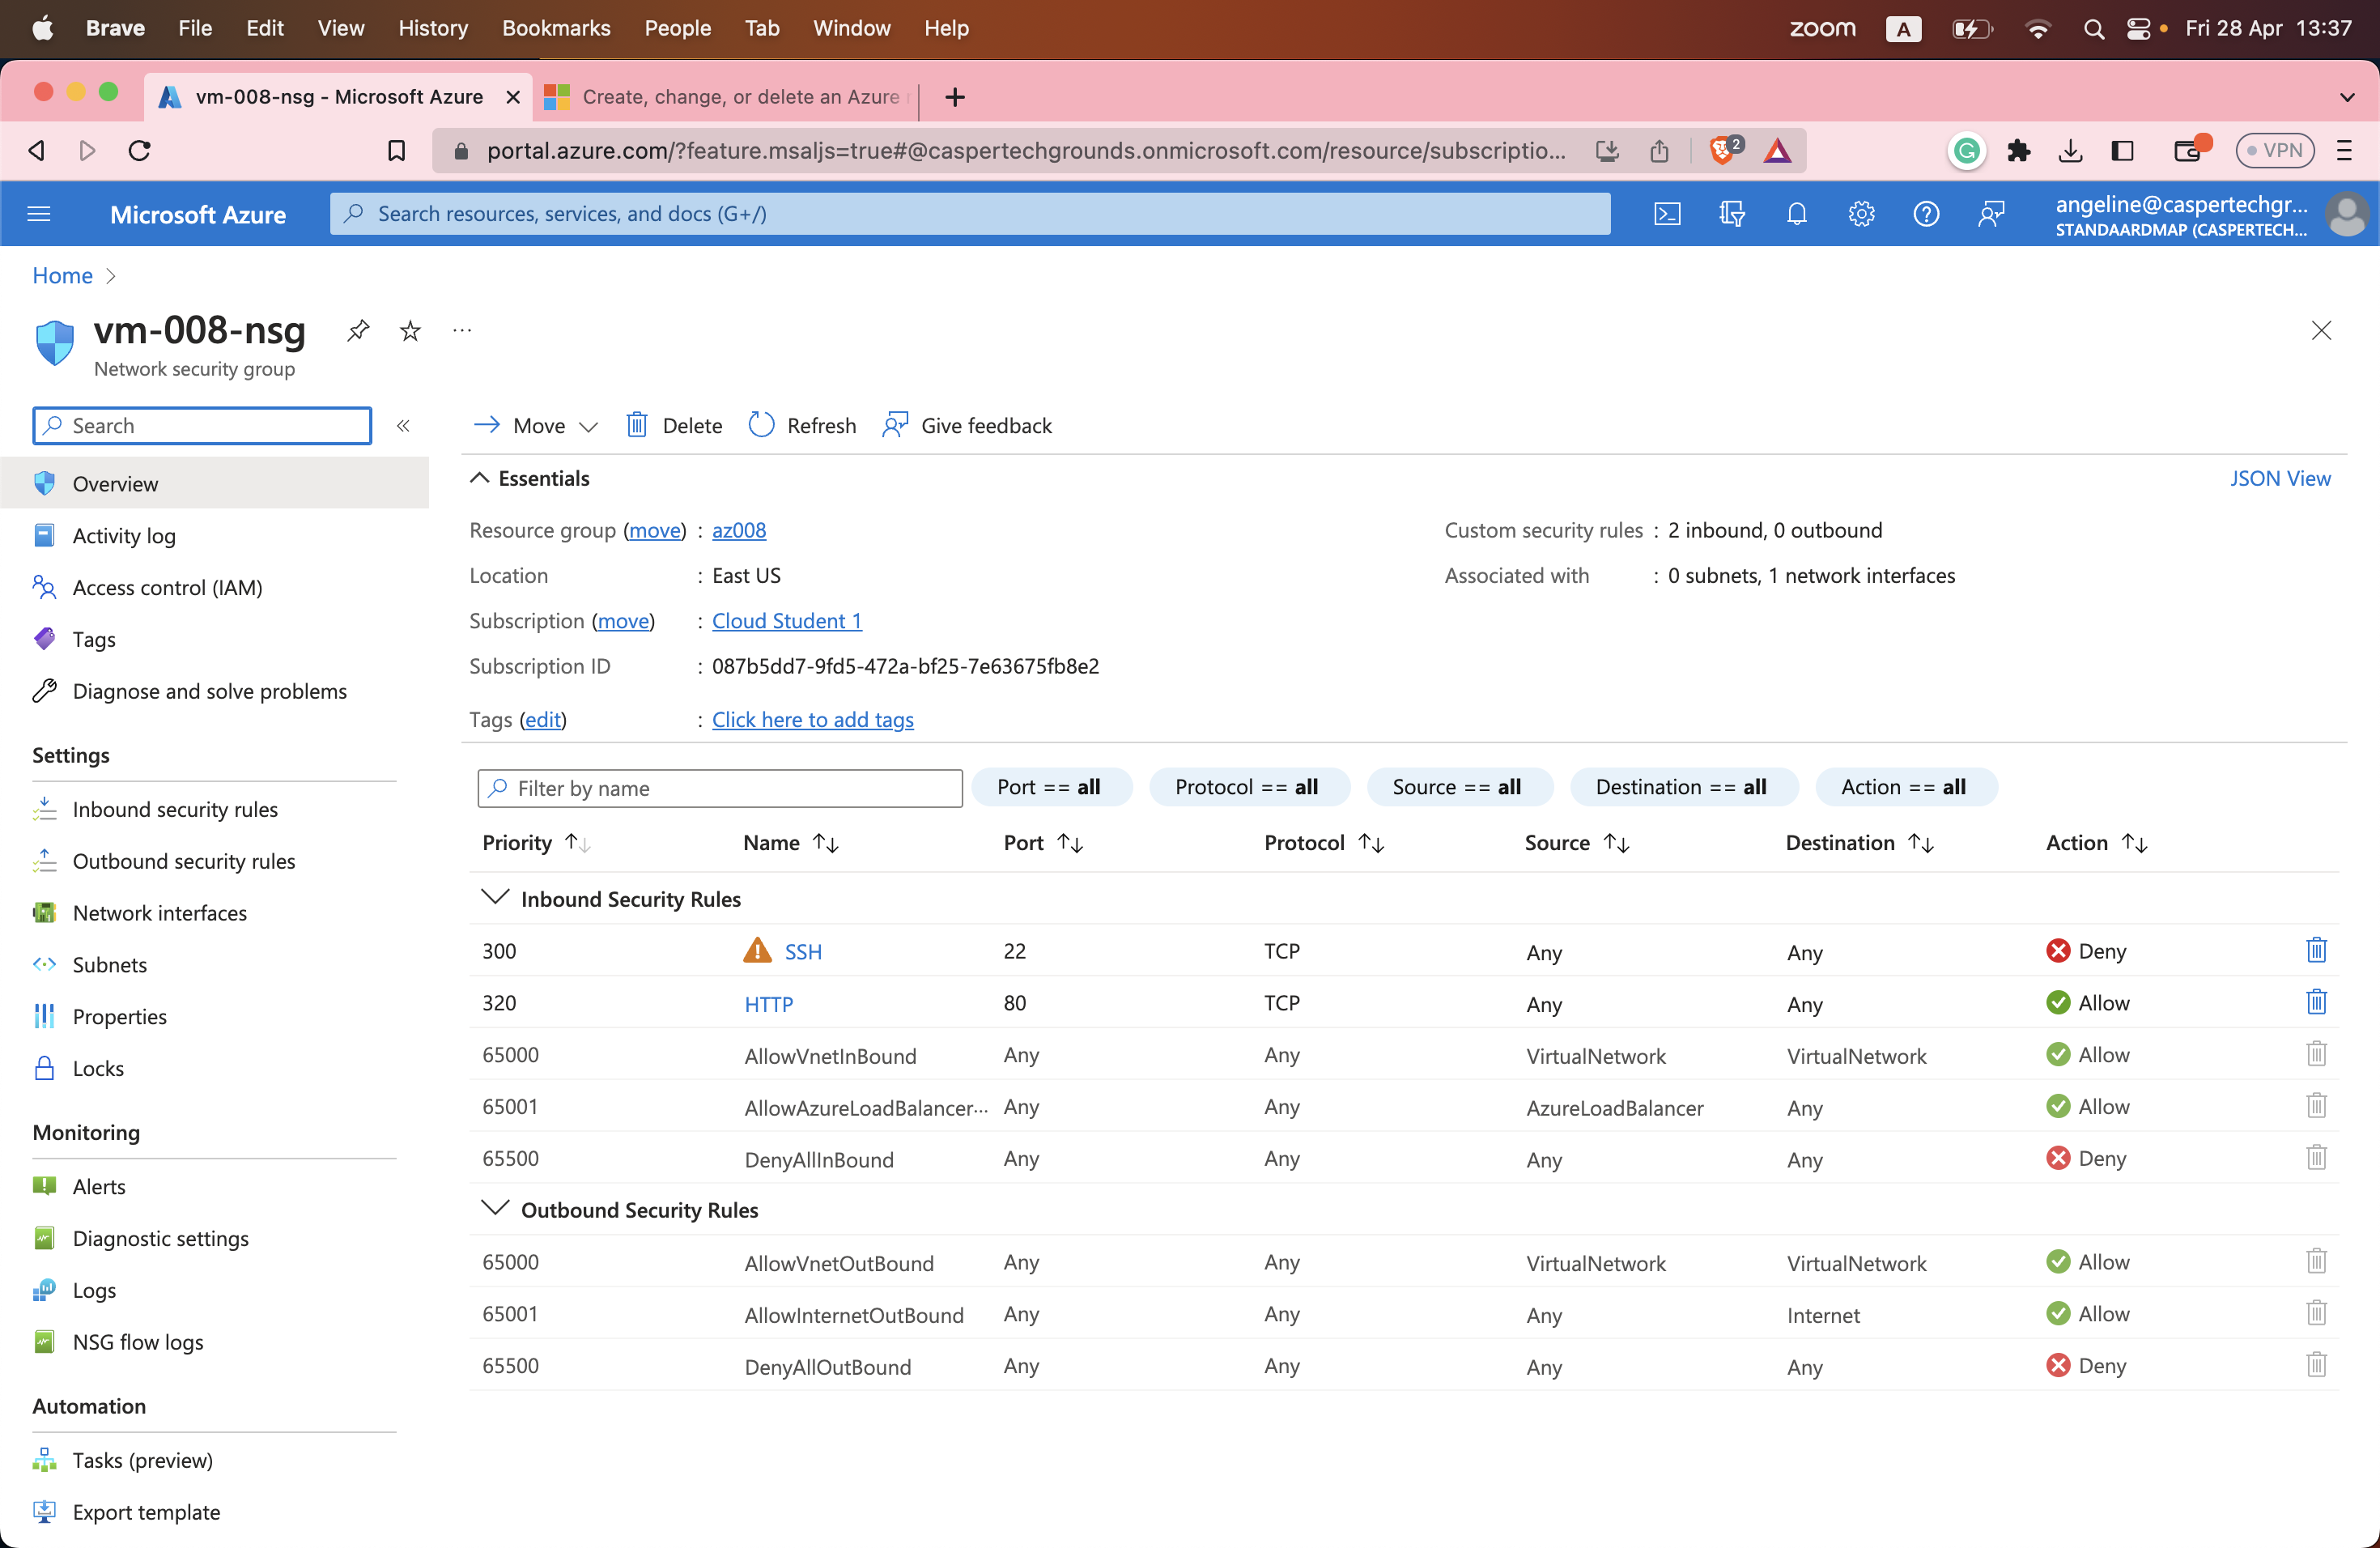 Brave File Edit View History Bookmarks People Tab Window Help zoom A Fri 28 Apr 13:37
vm-008-nsg - Microsoft Azure Create, change, or delete an Azure
portal.azure.com/?feature.msaljs=true#@caspertechgrounds.onmicrosoft.com/resource/subscriptio... 2 VPN
Microsoft Azure Search resources, services, and docs (G+/) angeline@caspertechgr...
STANDAARDMAP (CASPERTECH...
Home
vm-008-nsg
Network security group
Search
Move Delete Refresh Give feedback
Overview
Activity log
Access control (IAM)
Tags
Diagnose and solve problems
Settings
Inbound security rules
Outbound security rules
Network interfaces
Subnets
Properties
Locks
Monitoring
Alerts
Diagnostic settings
Logs
NSG flow logs
Automation
Tasks (preview)
Export template
Essentials JSON View
Resource group (move) : az008
Location : East US
Subscription (move) : Cloud Student 1
Subscription ID : 087b5dd7-9fd5-472a-bf25-7e63675fb8e2
Tags (edit) : Click here to add tags
Custom security rules : 2 inbound, 0 outbound
Associated with : 0 subnets, 1 network interfaces
Filter by name Port == all Protocol == all Source == all Destination == all Action == all
Priority Name Port Protocol Source Destination Action
Inbound Security Rules
300 SSH 22 TCP Any Any Deny
320 HTTP 80 TCP Any Any Allow
65000 AllowVnetInBound Any Any VirtualNetwork VirtualNetwork Allow
65001 AllowAzureLoadBalancer... Any Any AzureLoadBalancer Any Allow
65500 DenyAllInBound Any Any Any Any Deny
Outbound Security Rules
65000 AllowVnetOutBound Any Any VirtualNetwork VirtualNetwork Allow
65001 AllowInternetOutBound Any Any Any Internet Allow
65500 DenyAllOutBound Any Any Any Any Deny